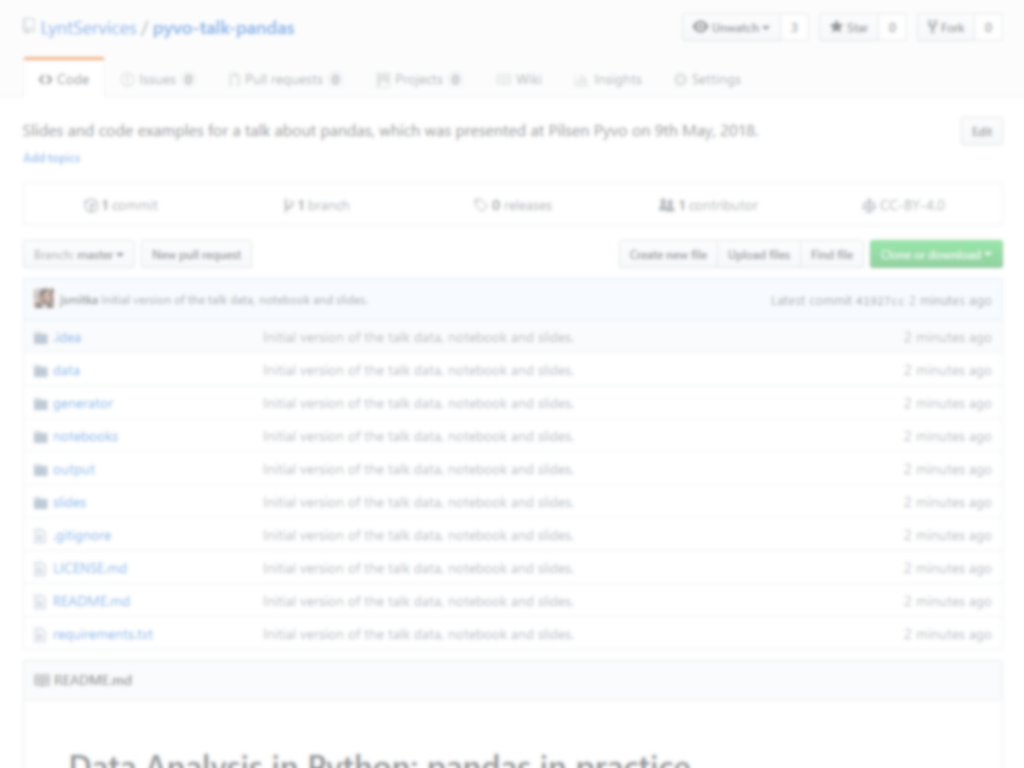 LyntServices / pyvo-talk-pandas
Unwatch 3 Star 0 Fork 0
Code Issues 0 Pull requests 0 Projects 0 Wiki Insights Settings
Slides and code examples for a talk about pandas, which was presented at Pilsen Pyvo on 9th May, 2018.
Edit
Add topics
1 commit 1 branch 0 releases 1 contributor CC-BY-4.0
Branch: master New pull request Create new file Upload files Find file Clone or download
Initial version of the talk data, notebook and slides. Latest commit 2 minutes ago
.idea Initial version of the talk data, notebook and slides. 2 minutes ago
data Initial version of the talk data, notebook and slides. 2 minutes ago
generator Initial version of the talk data, notebook and slides. 2 minutes ago
notebooks Initial version of the talk data, notebook and slides. 2 minutes ago
output Initial version of the talk data, notebook and slides. 2 minutes ago
slides Initial version of the talk data, notebook and slides. 2 minutes ago
.gitignore Initial version of the talk data, notebook and slides. 2 minutes ago
LICENSE.md Initial version of the talk data, notebook and slides. 2 minutes ago
README.md Initial version of the talk data, notebook and slides. 2 minutes ago
requirements.txt Initial version of the talk data, notebook and slides. 2 minutes ago
README.md
Data Analysis in Python: pandas in practice